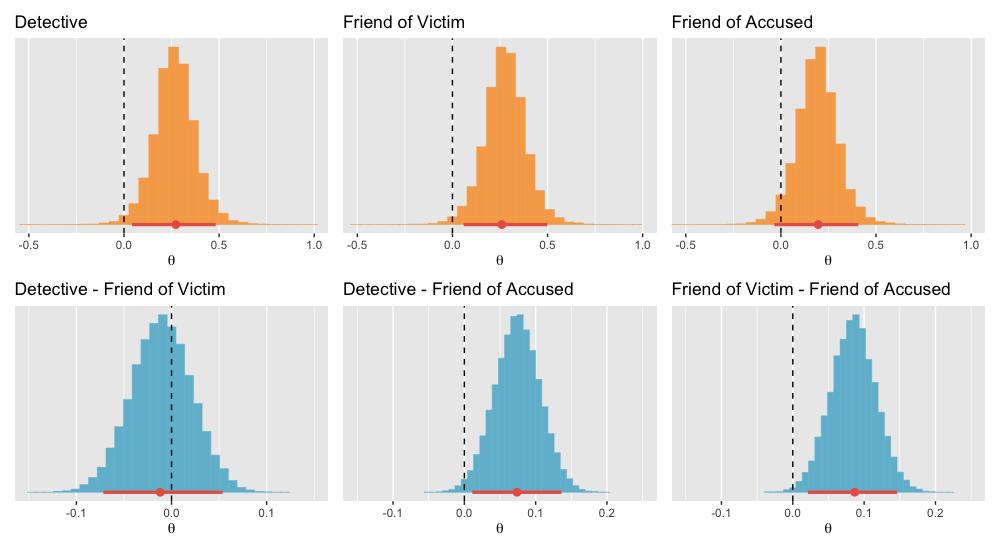 Detective
Friend of Victim
Friend of Accused
-0.5 0.0 0.5 1.0
-0.5 0.0 0.5 1.0
-0.5 0.0 0.5 1.0
θ
θ
θ
Detective - Friend of Victim
Detective - Friend of Accused
Friend of Victim - Friend of Accused
-0.1 0.0 0.1
-0.1 0.0 0.1 0.2
-0.1 0.0 0.1 0.2
θ
θ
θ